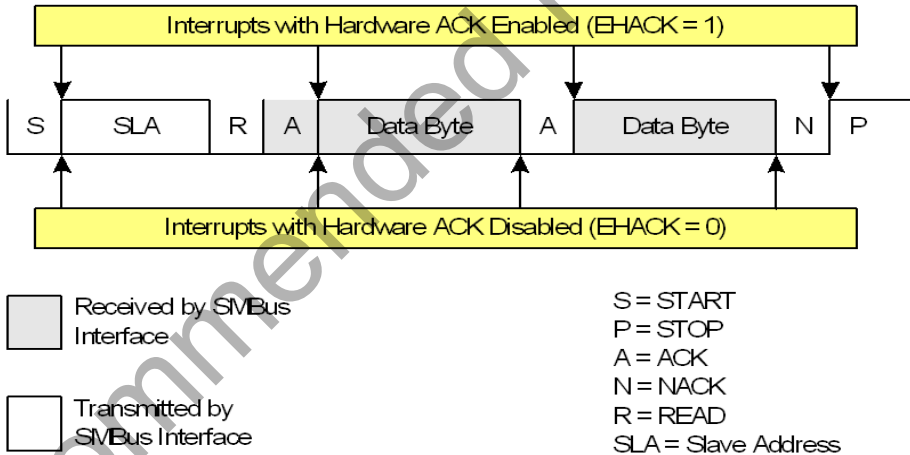 Interrupts with Hardware ACK Enabled (EHACK = 1)
S SLA R A Data Byte A Data Byte N P
Interrupts with Hardware ACK Disabled (EHACK = 0)
Received by SMBus
Interface
Transmitted by
SMBus Interface
S = START
P = STOP
A = ACK
N = NACK
R = READ
SLA = Slave Address